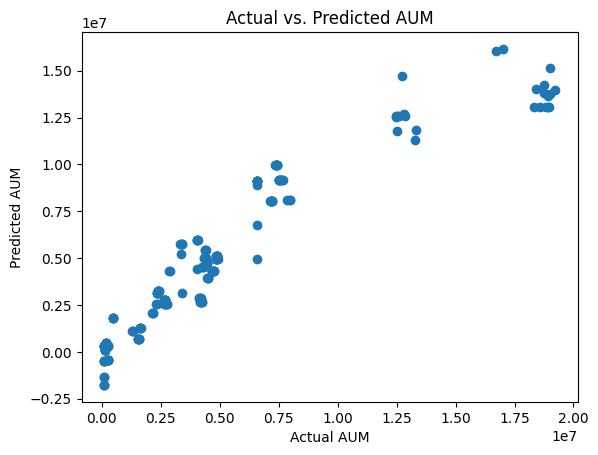 Actual vs. Predicted AUM
1e7
1.50
1.25
1.00
0.75
0.50
0.25
0.00
−0.25
Predicted AUM
0.00 0.25 0.50 0.75 1.00 1.25 1.50 1.75 2.00
1e7
Actual AUM